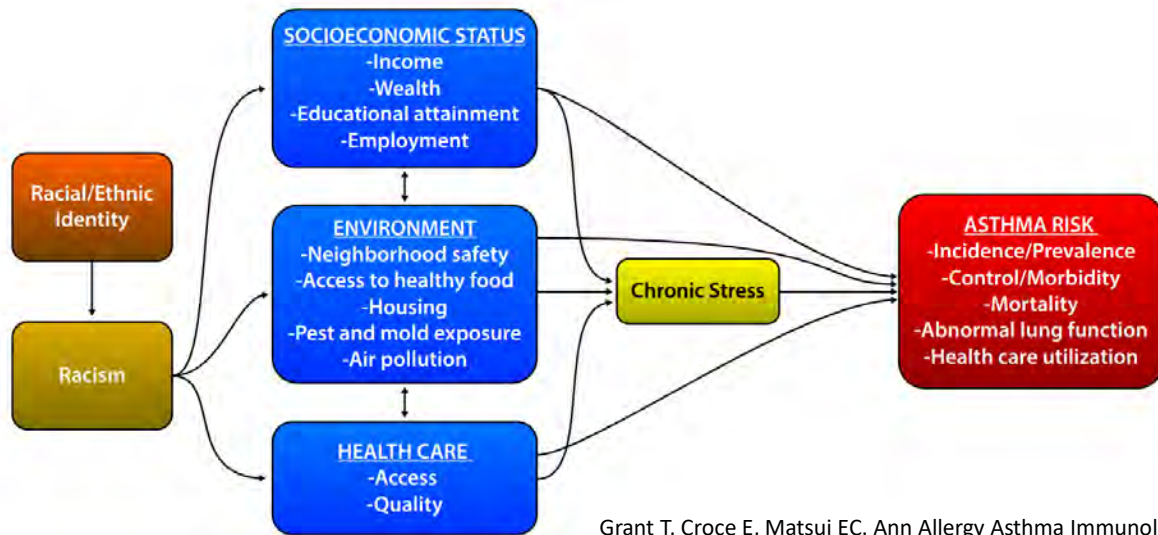 Racial/Ethnic
Identity
Racism
SOCIOECONOMIC STATUS
-Income
-Wealth
-Educational attainment
-Employment
ENVIRONMENT
-Neighborhood safety
-Access to healthy food
-Housing
-Pest and mold exposure
-Air pollution
HEALTH CARE
-Access
-Quality
Chronic Stress
ASTHMA RISK
-Incidence/Prevalence
-Control/Morbidity
-Mortality
-Abnormal lung function
-Health care utilization
Grant T, Croce E, Matsui EC. Ann Allergy Asthma Immunol